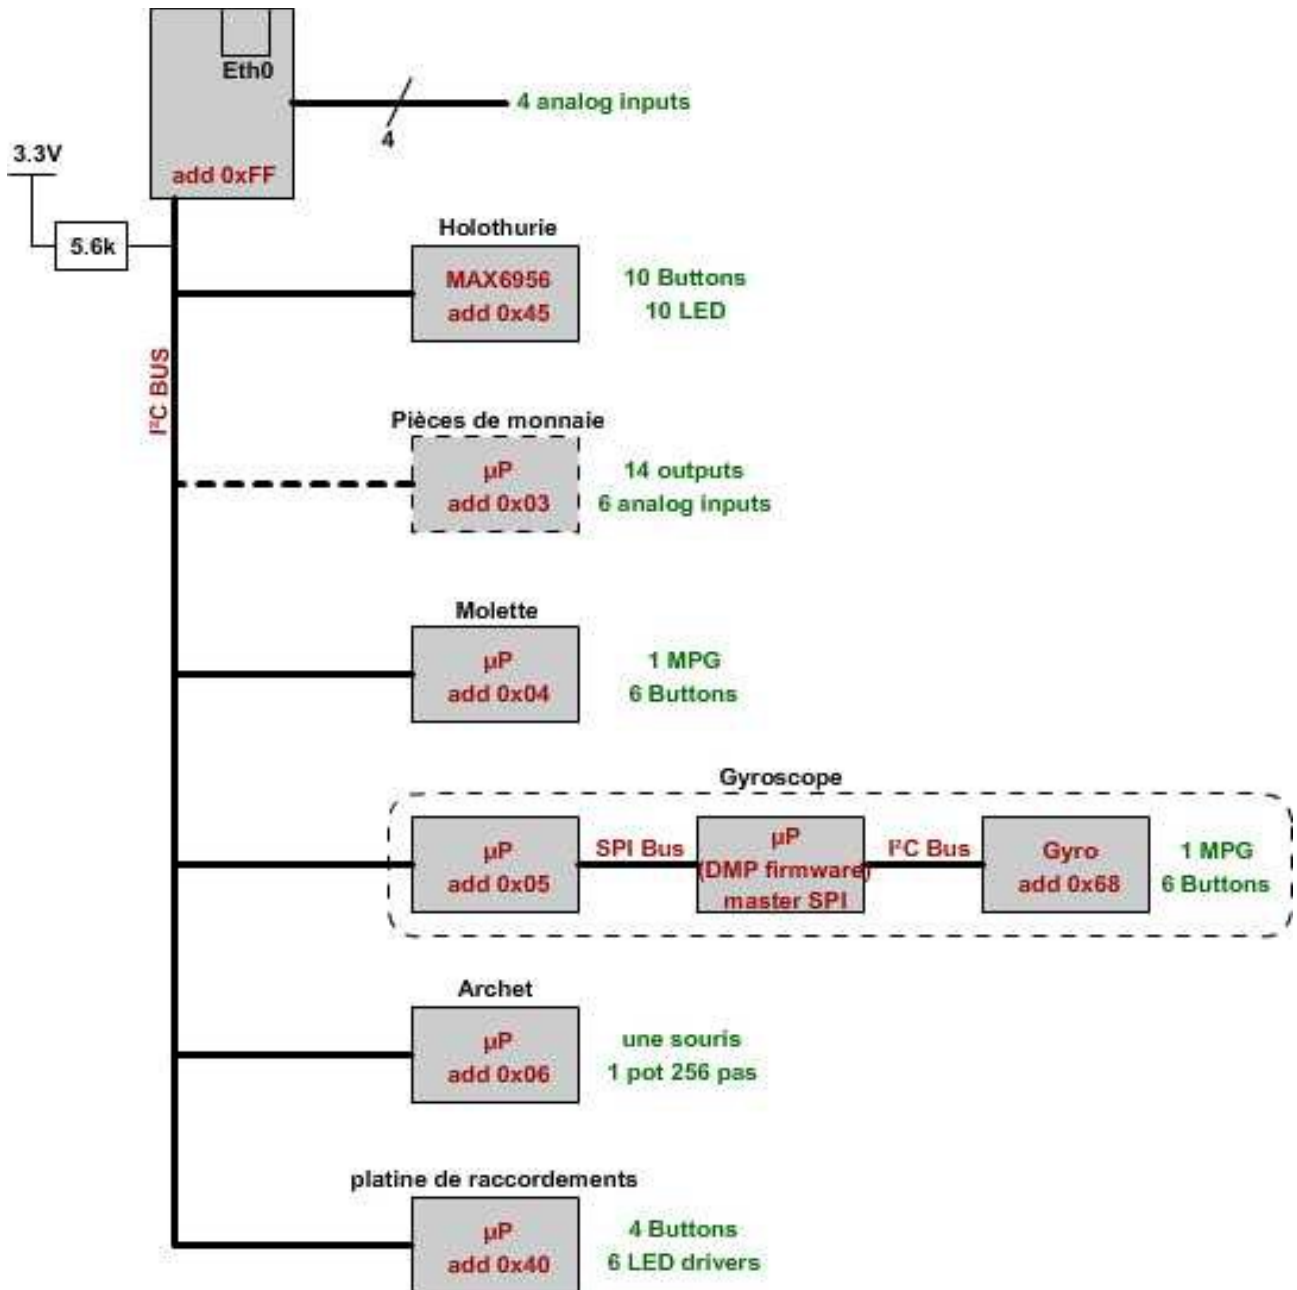 Eth0
4 analog inputs
4
3.3V
add 0xFF
5.6k
I²C BUS
Holothurie
MAX6956
add 0x45
10 Buttons
10 LED
Pièces de monnaie
µP
add 0x03
14 outputs
6 analog inputs
Molette
µP
add 0x04
1 MPG
6 Buttons
Gyroscope
µP
add 0x05
SPI Bus
µP
(DMP firmware)
master SPI
I²C Bus
Gyro
add 0x68
1 MPG
6 Buttons
Archet
µP
add 0x06
une souris
1 pot 256 pas
platine de raccordements
µP
add 0x40
4 Buttons
6 LED drivers